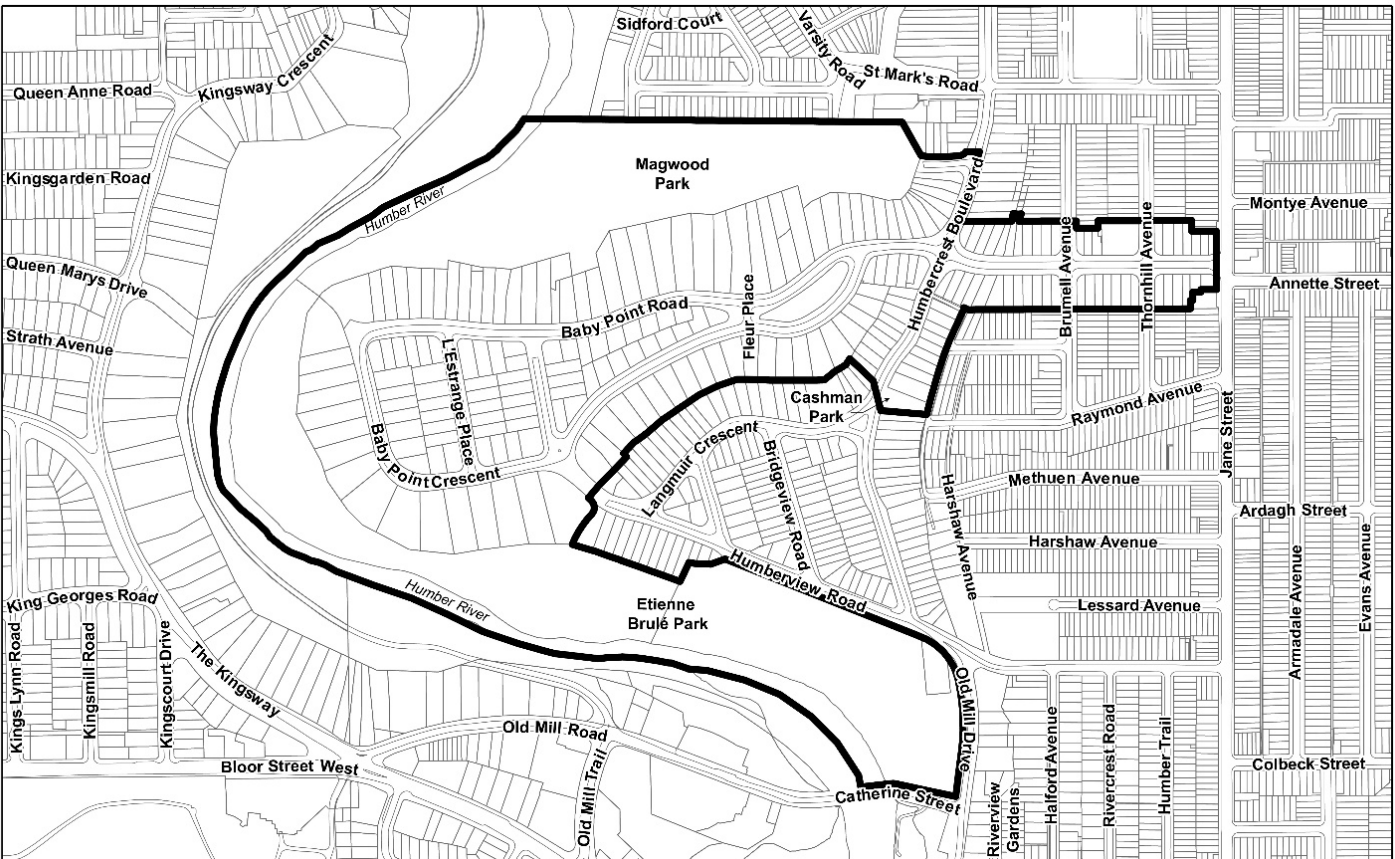 Sidford Court
Varsity Road
St Mark's Road
Queen Anne Road
Kingsway Crescent
Magwood
Park
Kingsgarden Road
Humber River
Humbercrest Boulevard
Montye Avenue
Brumell Avenue
Thornhill Avenue
Queen Marys Drive
Annette Street
Baby Point Road
Fleur Place
Strath Avenue
L'Estrange Place
Cashman
Park
Raymond Avenue
Jane Street
Baby Point Crescent
Langmuir Crescent
Bridgeview Road
Harshaw Avenue
Methuen Avenue
Ardagh Street
Harshaw Avenue
Armadale Avenue
Evans Avenue
Humberview Road
Humber River
Etienne
Brulé Park
King Georges Road
Lessard Avenue
Kings Lynn Road
Kingsmill Road
Kingscourt Drive
The Kingsway
Old Mill Drive
Old Mill Road
Old Mill Trail
Bloor Street West
Catherine Street
Riverview
Gardens
Halford Avenue
Rivercrest Road
Humber Trail
Colbeck Street